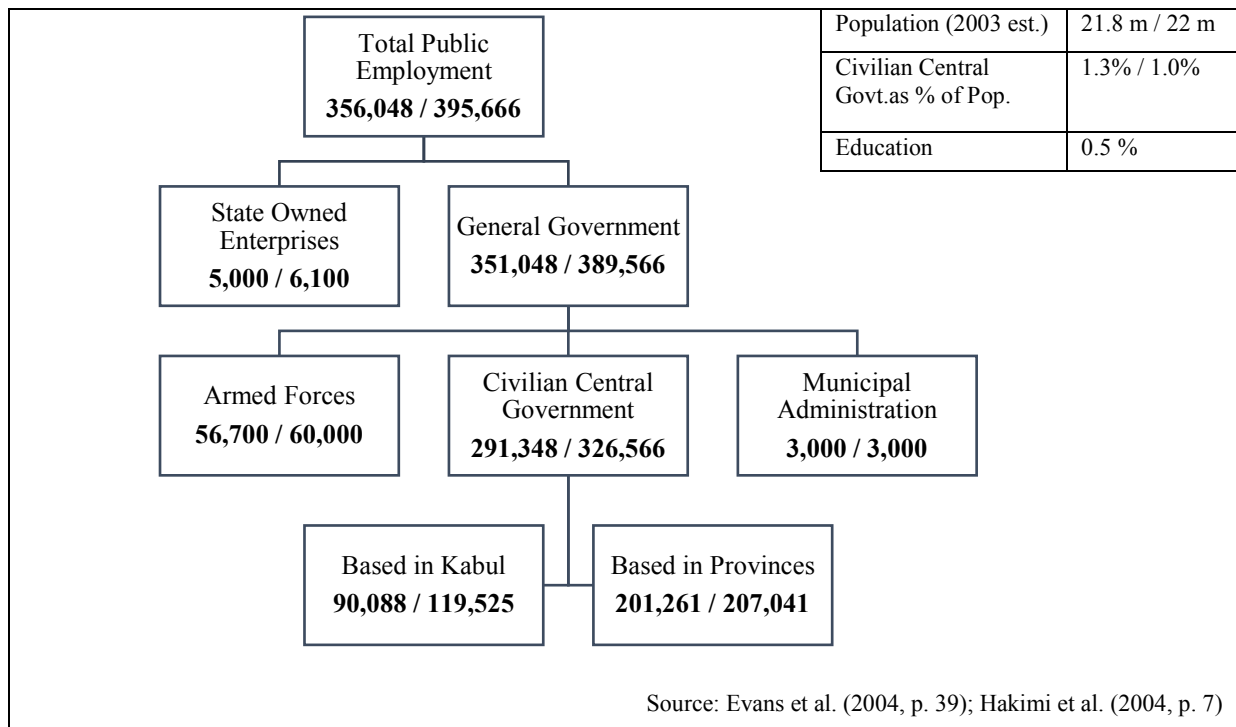 Total Public
Employment
356,048 / 395,666
Population (2003 est.) 21.8 m / 22 m
Civilian Central 1.3% / 1.0%
Govt.as % of Pop.
Education 0.5 %
State Owned
Enterprises
5,000 / 6,100
General Government
351,048 / 389,566
Armed Forces
56,700 / 60,000
Civilian Central
Government
291,348 / 326,566
Municipal
Administration
3,000 / 3,000
Based in Kabul
90,088 / 119,525
Based in Provinces
201,261 / 207,041
Source: Evans et al. (2004, p. 39); Hakimi et al. (2004, p. 7)